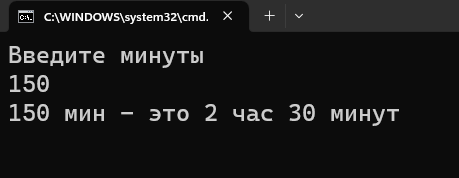 C:\WINDOWS\system32\cmd.
Введите минуты
150
150 мин - это 2 час 30 минут